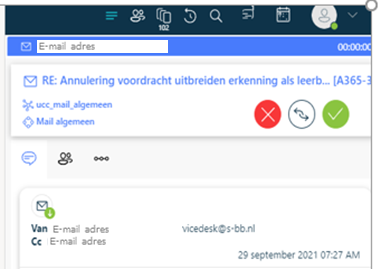 102
E-mail adres
00:00:0
RE: Annulering voordracht uitbreiden erkenning als leerb... [A365-3
ucc_mail_algemeen
Mail algemeen
Van E-mail adres vicedesk@s-bb.nl
Cc E-mail adres
29 september 2021 07:27 AM